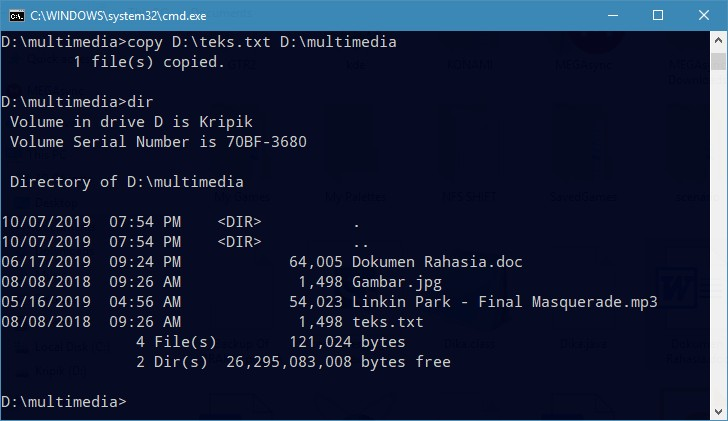 C:\WINDOWS\system32\cmd.exe
D:\multimedia>copy D:\teks.txt D:\multimedia
        1 file(s) copied.
D:\multimedia>dir
 Volume in drive D is Kripik
 Volume Serial Number is 70BF-3680
 Directory of D:\multimedia
10/07/2019  07:54 PM    <DIR>          .
10/07/2019  07:54 PM    <DIR>          ..
06/17/2019  09:24 PM            64,005 Dokumen Rahasia.doc
08/08/2026  09:26 AM             1,498 Gambar.jpg
05/16/2019  04:56 AM            54,023 Linkin Park - Final Masquerade.mp3
08/08/2018  09:26 AM             1,498 teks.txt
               4 File(s)        121,024 bytes
               2 Dir(s)  26,295,083,008 bytes free
D:\multimedia>